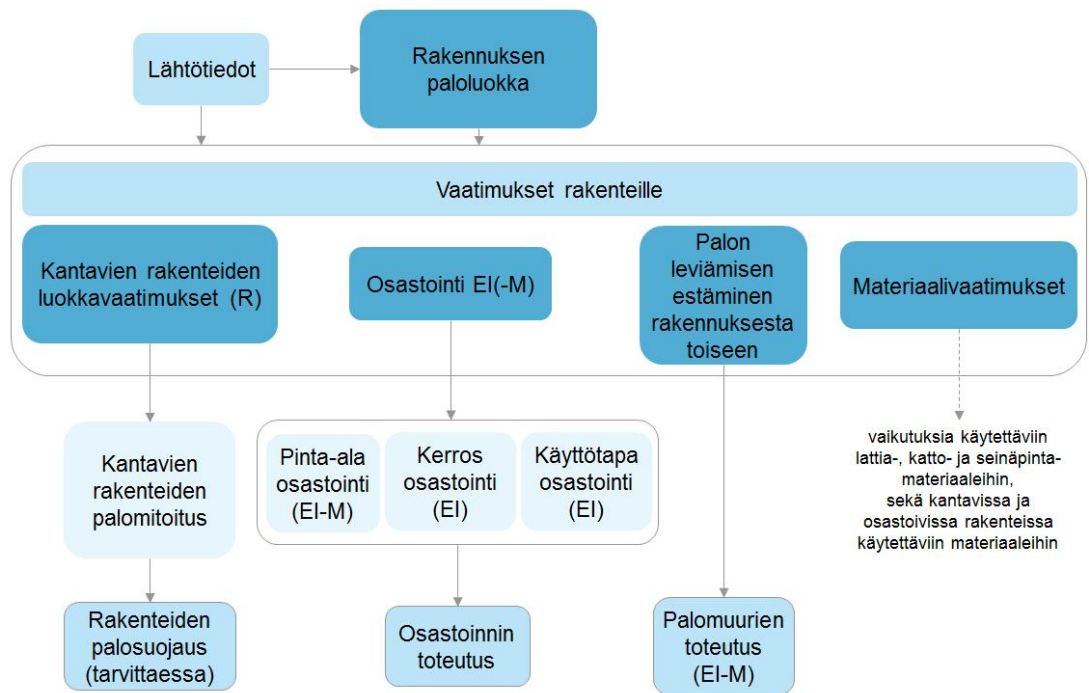 Lähtötiedot
Rakennuksen
paloluokka
Vaatimukset rakenteille
Kantavien rakenteiden
luokkavaatimukset (R)
Osastointi EI(-M)
Palon
leviämisen
estäminen
rakennuksesta
toiseen
Materiaalivaatimukset
Kantavien
rakenteiden
palomitoitus
Pinta-ala
osastointi
(EI-M)
Kerros
osastointi
(EI)
Käyttötapa
osastointi
(EI)
vaikutuksia käytettäviin
lattia-, katto- ja seinäpinta-
materiaaleihin,
sekä kantavissa ja
osastoivissa rakenteissa
käytettäviin materiaaleihin
Rakenteiden
palosuojaus
(tarvittaessa)
Osastoinnin
toteutus
Palomuurien
toteutus
(EI-M)